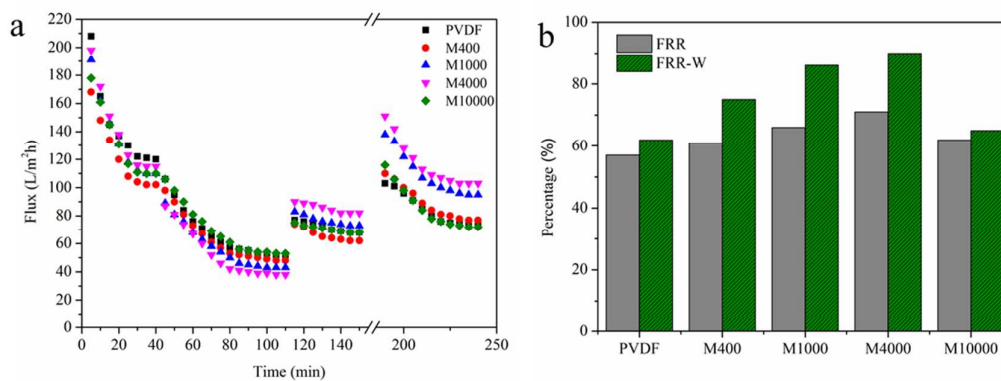 a
Flux (L/m²h)
220
200
180
160
140
120
100
80
60
40
20
0
0 20 40 60 80 100 120 140 200 250
Time (min)
PVDF
M400
M1000
M4000
M10000
b
Percentage (%)
100
80
60
40
20
0
FRR
FRR-W
PVDF M400 M1000 M4000 M10000